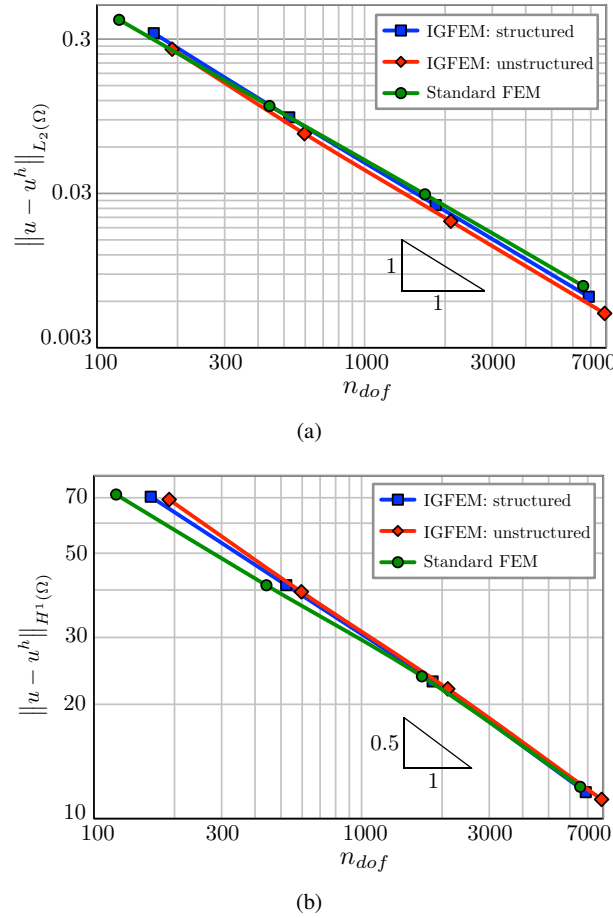 0.3
0.03
0.003
||u − u^h||_{L_2(Ω)}
IGFEM: structured
IGFEM: unstructured
Standard FEM
1
1
100
300
1000
3000
7000
n_{dof}
(a)
70
50
30
20
10
||u − u^h||_{H^1(Ω)}
IGFEM: structured
IGFEM: unstructured
Standard FEM
0.5
1
100
300
1000
3000
7000
n_{dof}
(b)